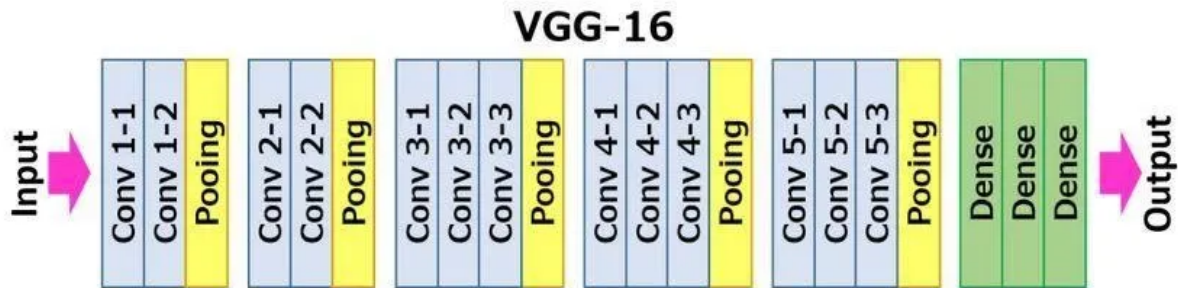 VGG-16
Input
Conv 1-1
Conv 1-2
Pooing
Conv 2-1
Conv 2-2
Pooing
Conv 3-1
Conv 3-2
Conv 3-3
Pooing
Conv 4-1
Conv 4-2
Conv 4-3
Pooing
Conv 5-1
Conv 5-2
Conv 5-3
Pooing
Dense
Dense
Dense
Output